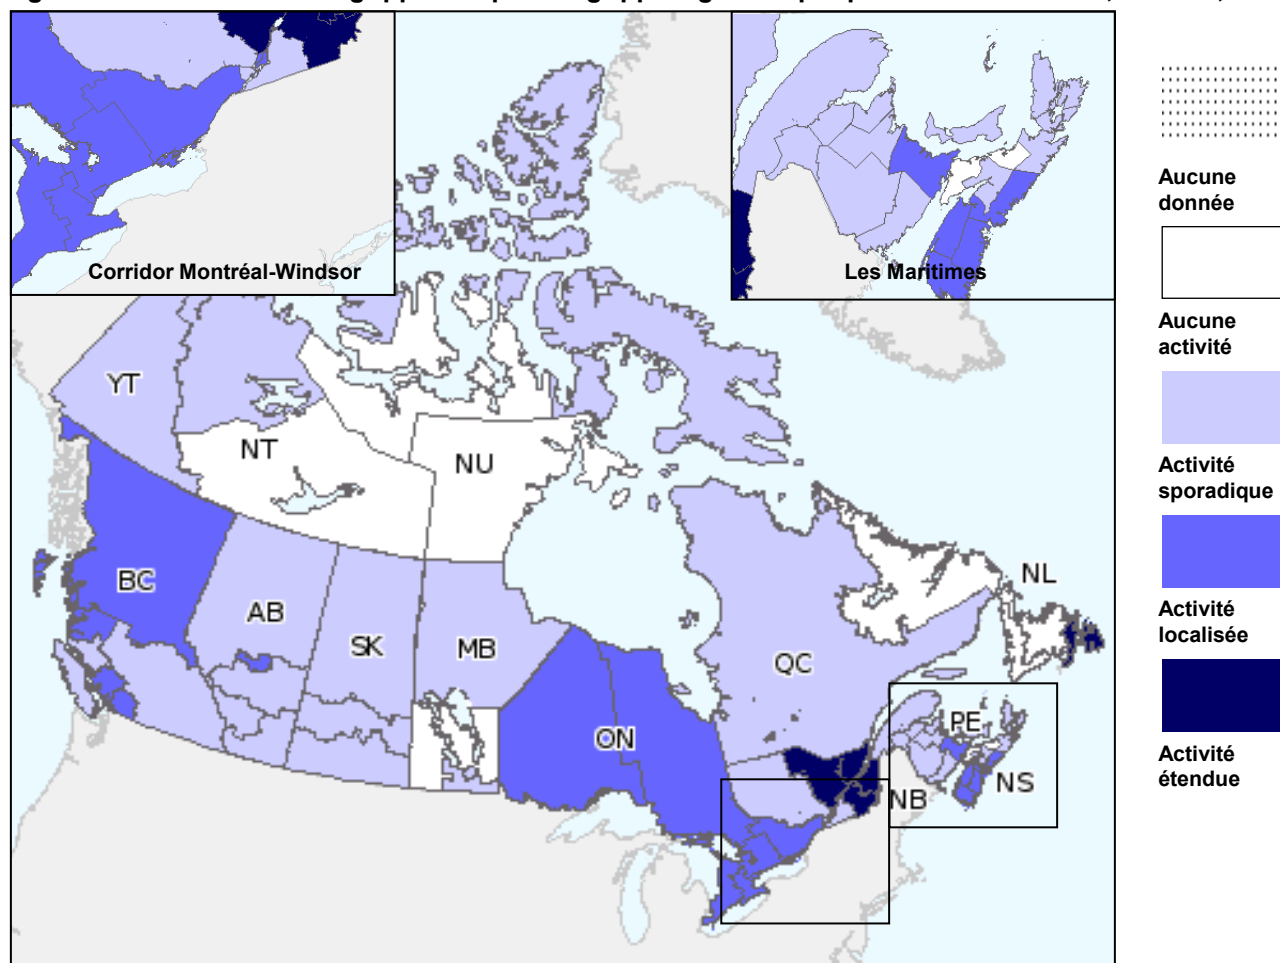 Corridor Montréal-Windsor
Les Maritimes
YT
NT
NU
BC
AB
SK
MB
ON
QC
NL
PE
NB
NS
Aucune
donnée
Aucune
activité
Activité
sporadique
Activité
localisée
Activité
étendue